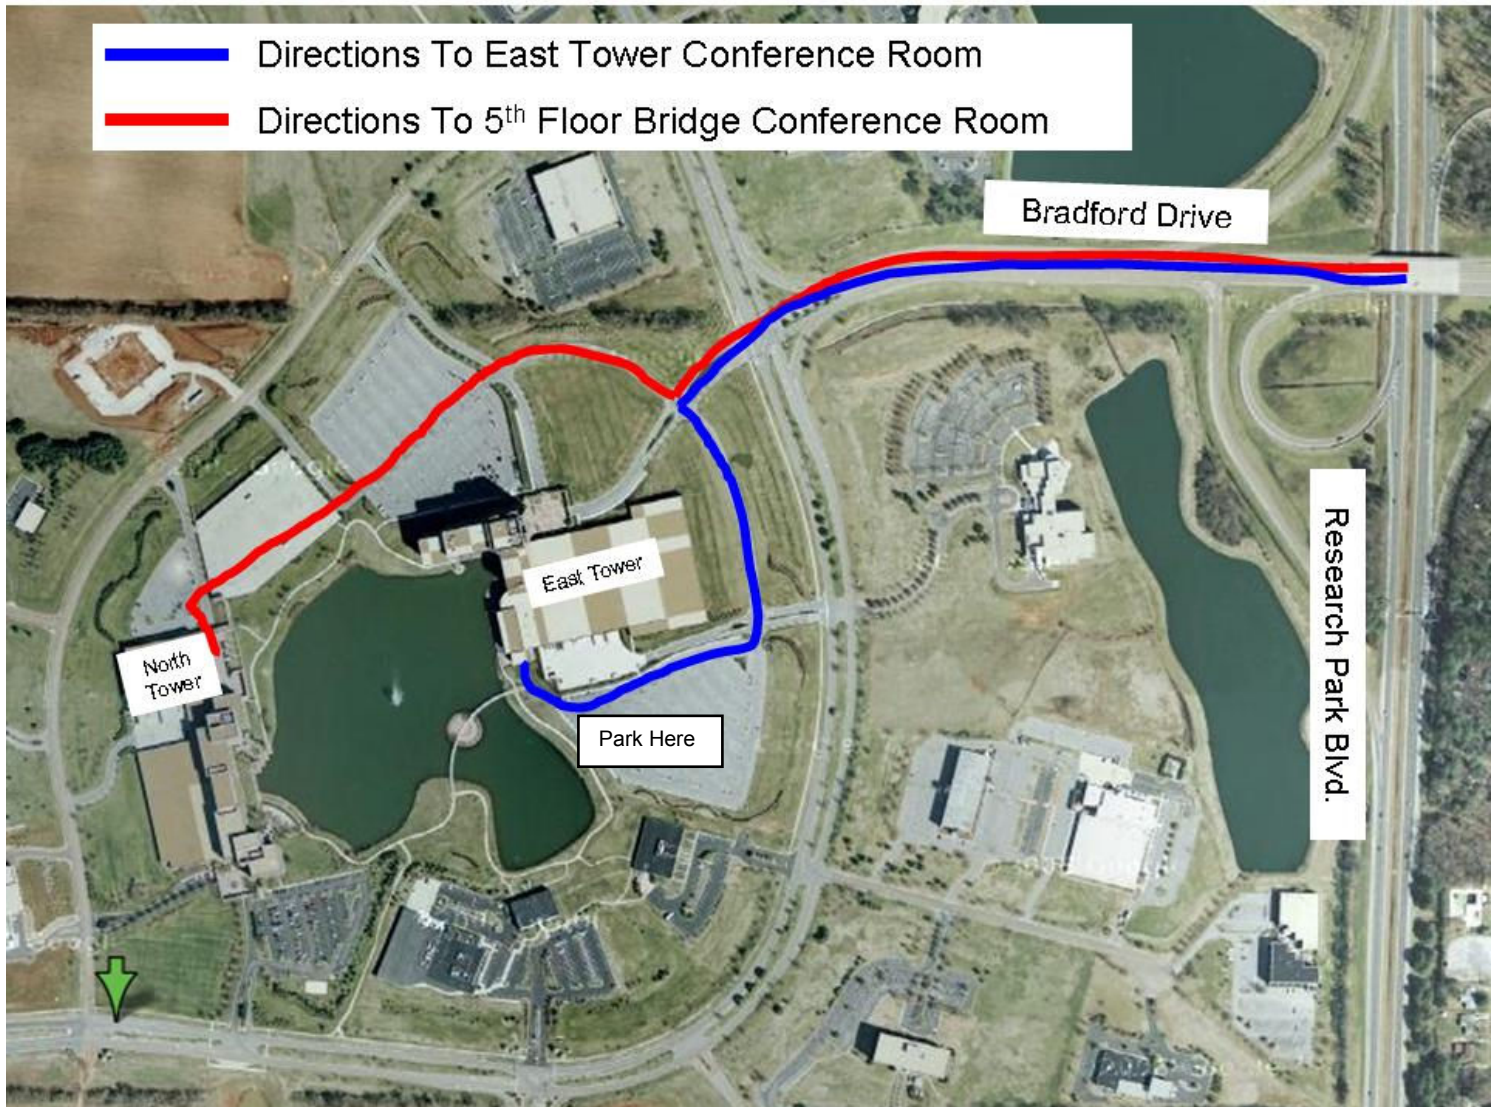 Directions To East Tower Conference Room
Directions To 5th Floor Bridge Conference Room
Bradford Drive
Research Park Blvd.
East Tower
North
Tower
Park Here